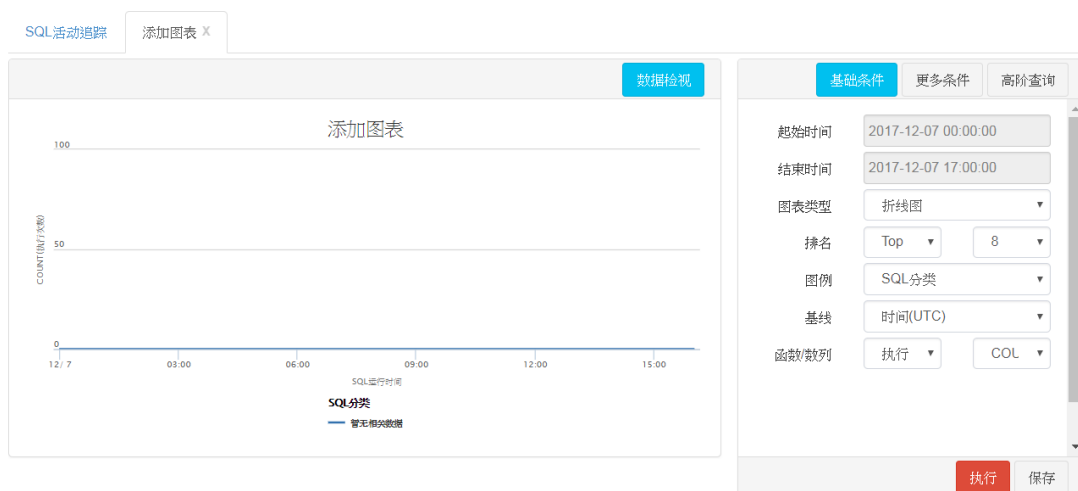 SQL活动追踪
添加图表 X
数据检视
添加图表
100
50
0
COUNT(执行次数)
12/ 7 03:00 06:00 09:00 12:00 15:00
SQL运行时间
SQL分类
暂无相关数据
基础条件 更多条件 高阶查询
起始时间 2017-12-07 00:00:00
结束时间 2017-12-07 17:00:00
图表类型 折线图
排名 Top 8
图例 SQL分类
基线 时间(UTC)
函数/数列 执行 COL
执行 保存